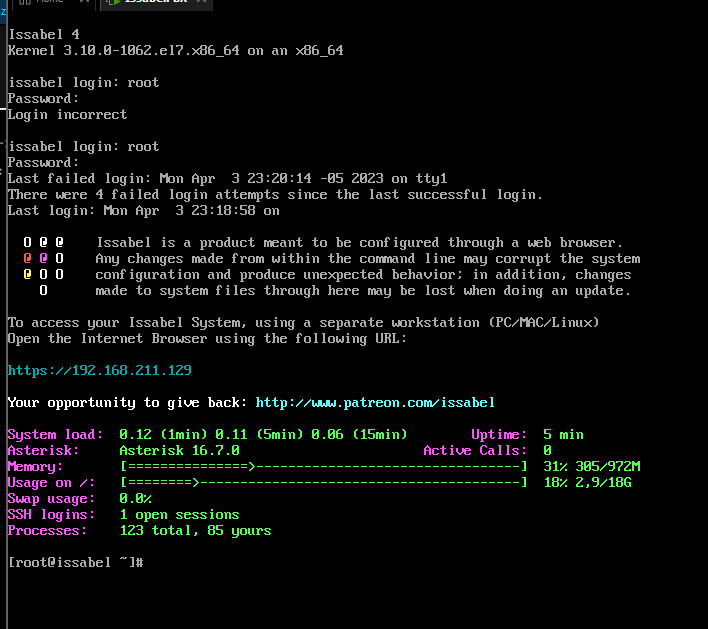 Issabel 4
Kernel 3.10.0-1062.el7.x86_64 on an x86_64
issabel login: root
Password:
Login incorrect
issabel login: root
Password:
Last failed login: Mon Apr  3 23:20:14 -05 2023 on tty1
There were 4 failed login attempts since the last successful login.
Last login: Mon Apr  3 23:18:58 on
O @ @    Issabel is a product meant to be configured through a web browser.
@ @ O    Any changes made from within the command line may corrupt the system
@ O O    configuration and produce unexpected behavior; in addition, changes
O      made to system files through here may be lost when doing an update.
To access your Issabel System, using a separate workstation (PC/MAC/Linux)
Open the Internet Browser using the following URL:
https://192.168.211.129
Your opportunity to give back: http://www.patreon.com/issabel
System load:  0.12 (1min) 0.11 (5min) 0.06 (15min)        Uptime:  5 min
Asterisk:     Asterisk 16.7.0                       Active Calls:  0
Memory:       [===============>---------------------------------]  31% 305/972M
Usage on /:   [========>----------------------------------------]  18% 2,9/18G
Swap usage:   0.0%
SSH logins:   1 open sessions
Processes:    123 total, 85 yours
[root@issabel ~]#